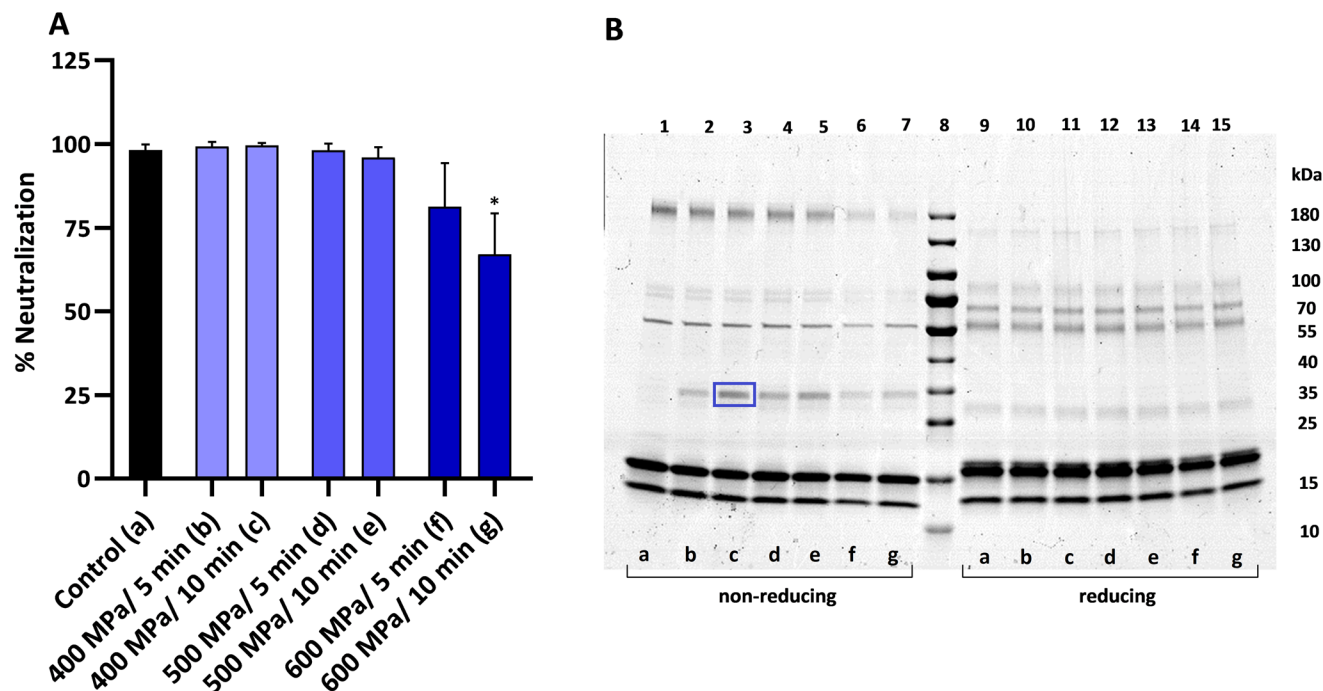 A
125
100
75
50
25
0
% Neutralization
*
Control (a)
400 MPa/ 5 min (b)
400 MPa/ 10 min (c)
500 MPa/ 5 min (d)
500 MPa/ 10 min (e)
600 MPa/ 5 min (f)
600 MPa/ 10 min (g)
B
1 2 3 4 5 6 7 8 9 10 11 12 13 14 15
kDa
180
130
100
70
55
40
35
25
15
10
a b c d e f g a b c d e f g
non-reducing reducing